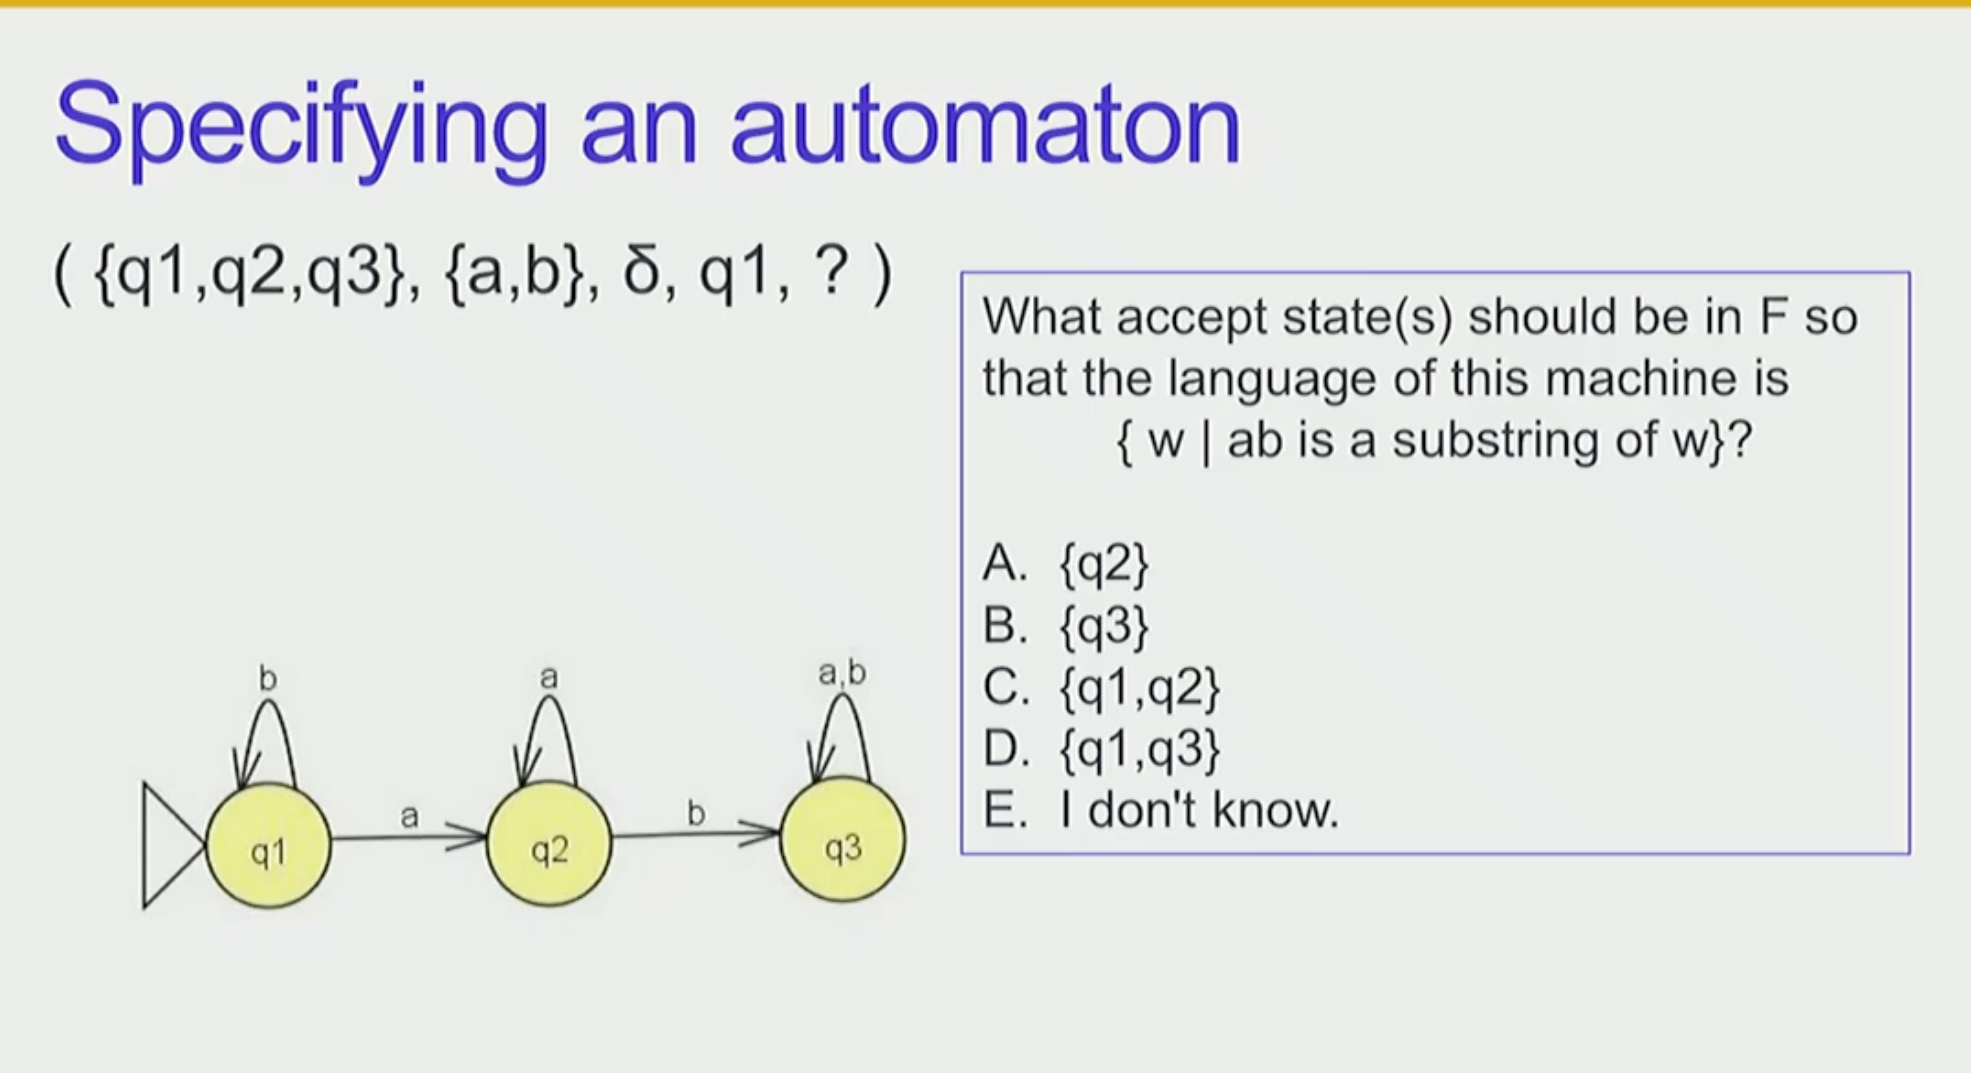 Specifying an automaton
( {q1,q2,q3}, {a,b}, δ, q1, ? )
What accept state(s) should be in F so
that the language of this machine is
{ w | ab is a substring of w}?
A. {q2}
B. {q3}
C. {q1,q2}
D. {q1,q3}
E. I don't know.
b
a
a,b
a
b
q1
q2
q3